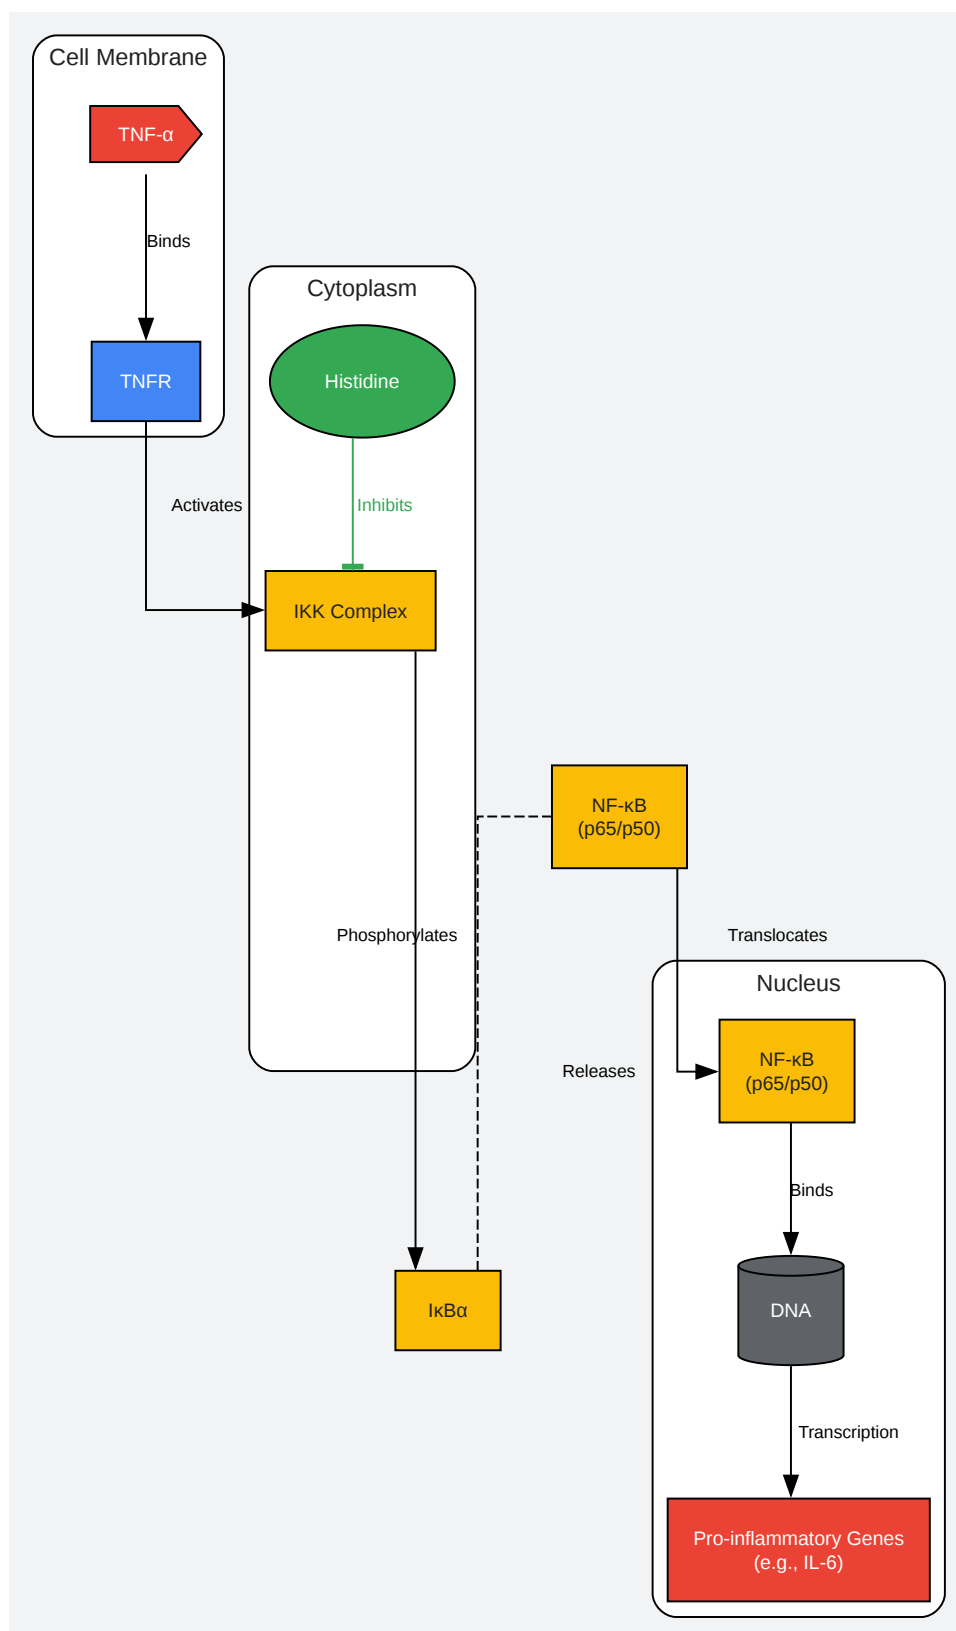 Cell Membrane
TNF-α
Binds
TNFR
Activates
Cytoplasm
Histidine
Inhibits
IKK Complex
Phosphorylates
NF-κB
(p65/p50)
Translocates
Releases
IκBα
Nucleus
NF-κB
(p65/p50)
Binds
DNA
Transcription
Pro-inflammatory Genes
(e.g., IL-6)